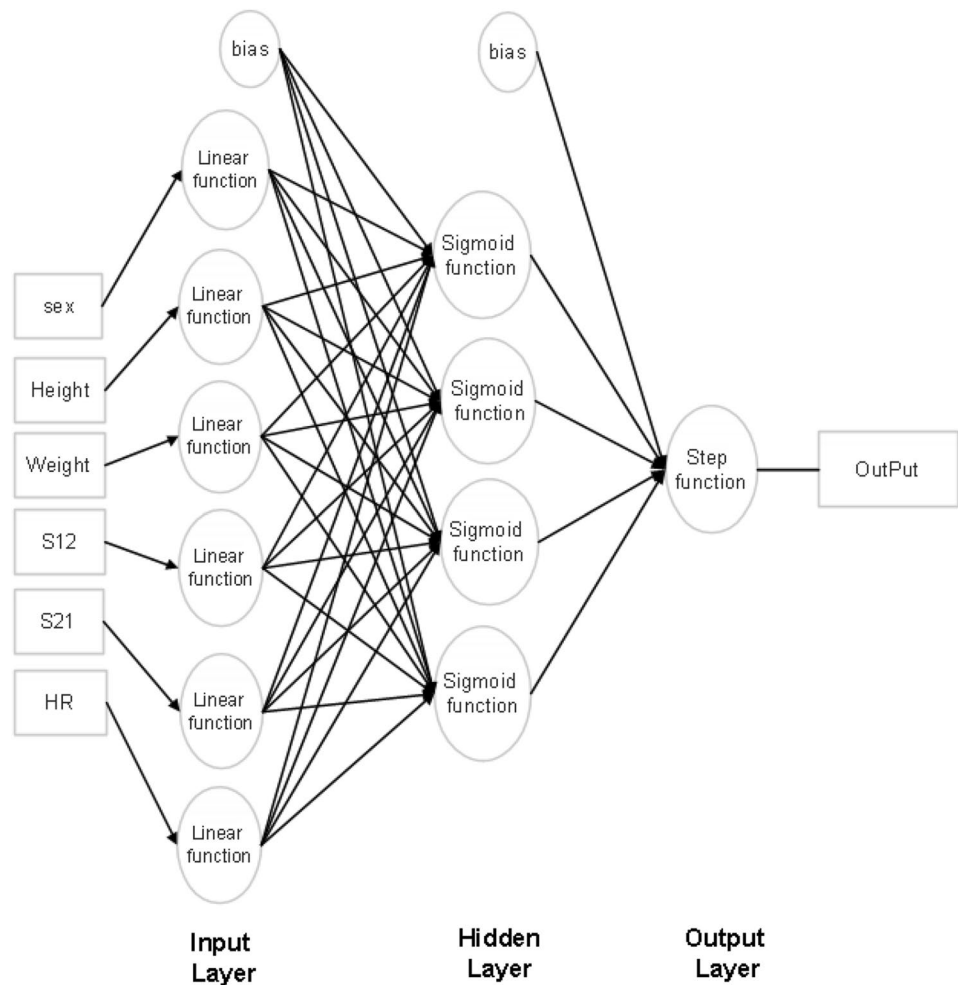 bias
bias
Linear
function
Linear
function
Linear
function
Linear
function
Linear
function
Linear
function
sex
Height
Weight
S12
S21
HR
Sigmoid
function
Sigmoid
function
Sigmoid
function
Sigmoid
function
Step
function
OutPut
Input
Layer
Hidden
Layer
Output
Layer